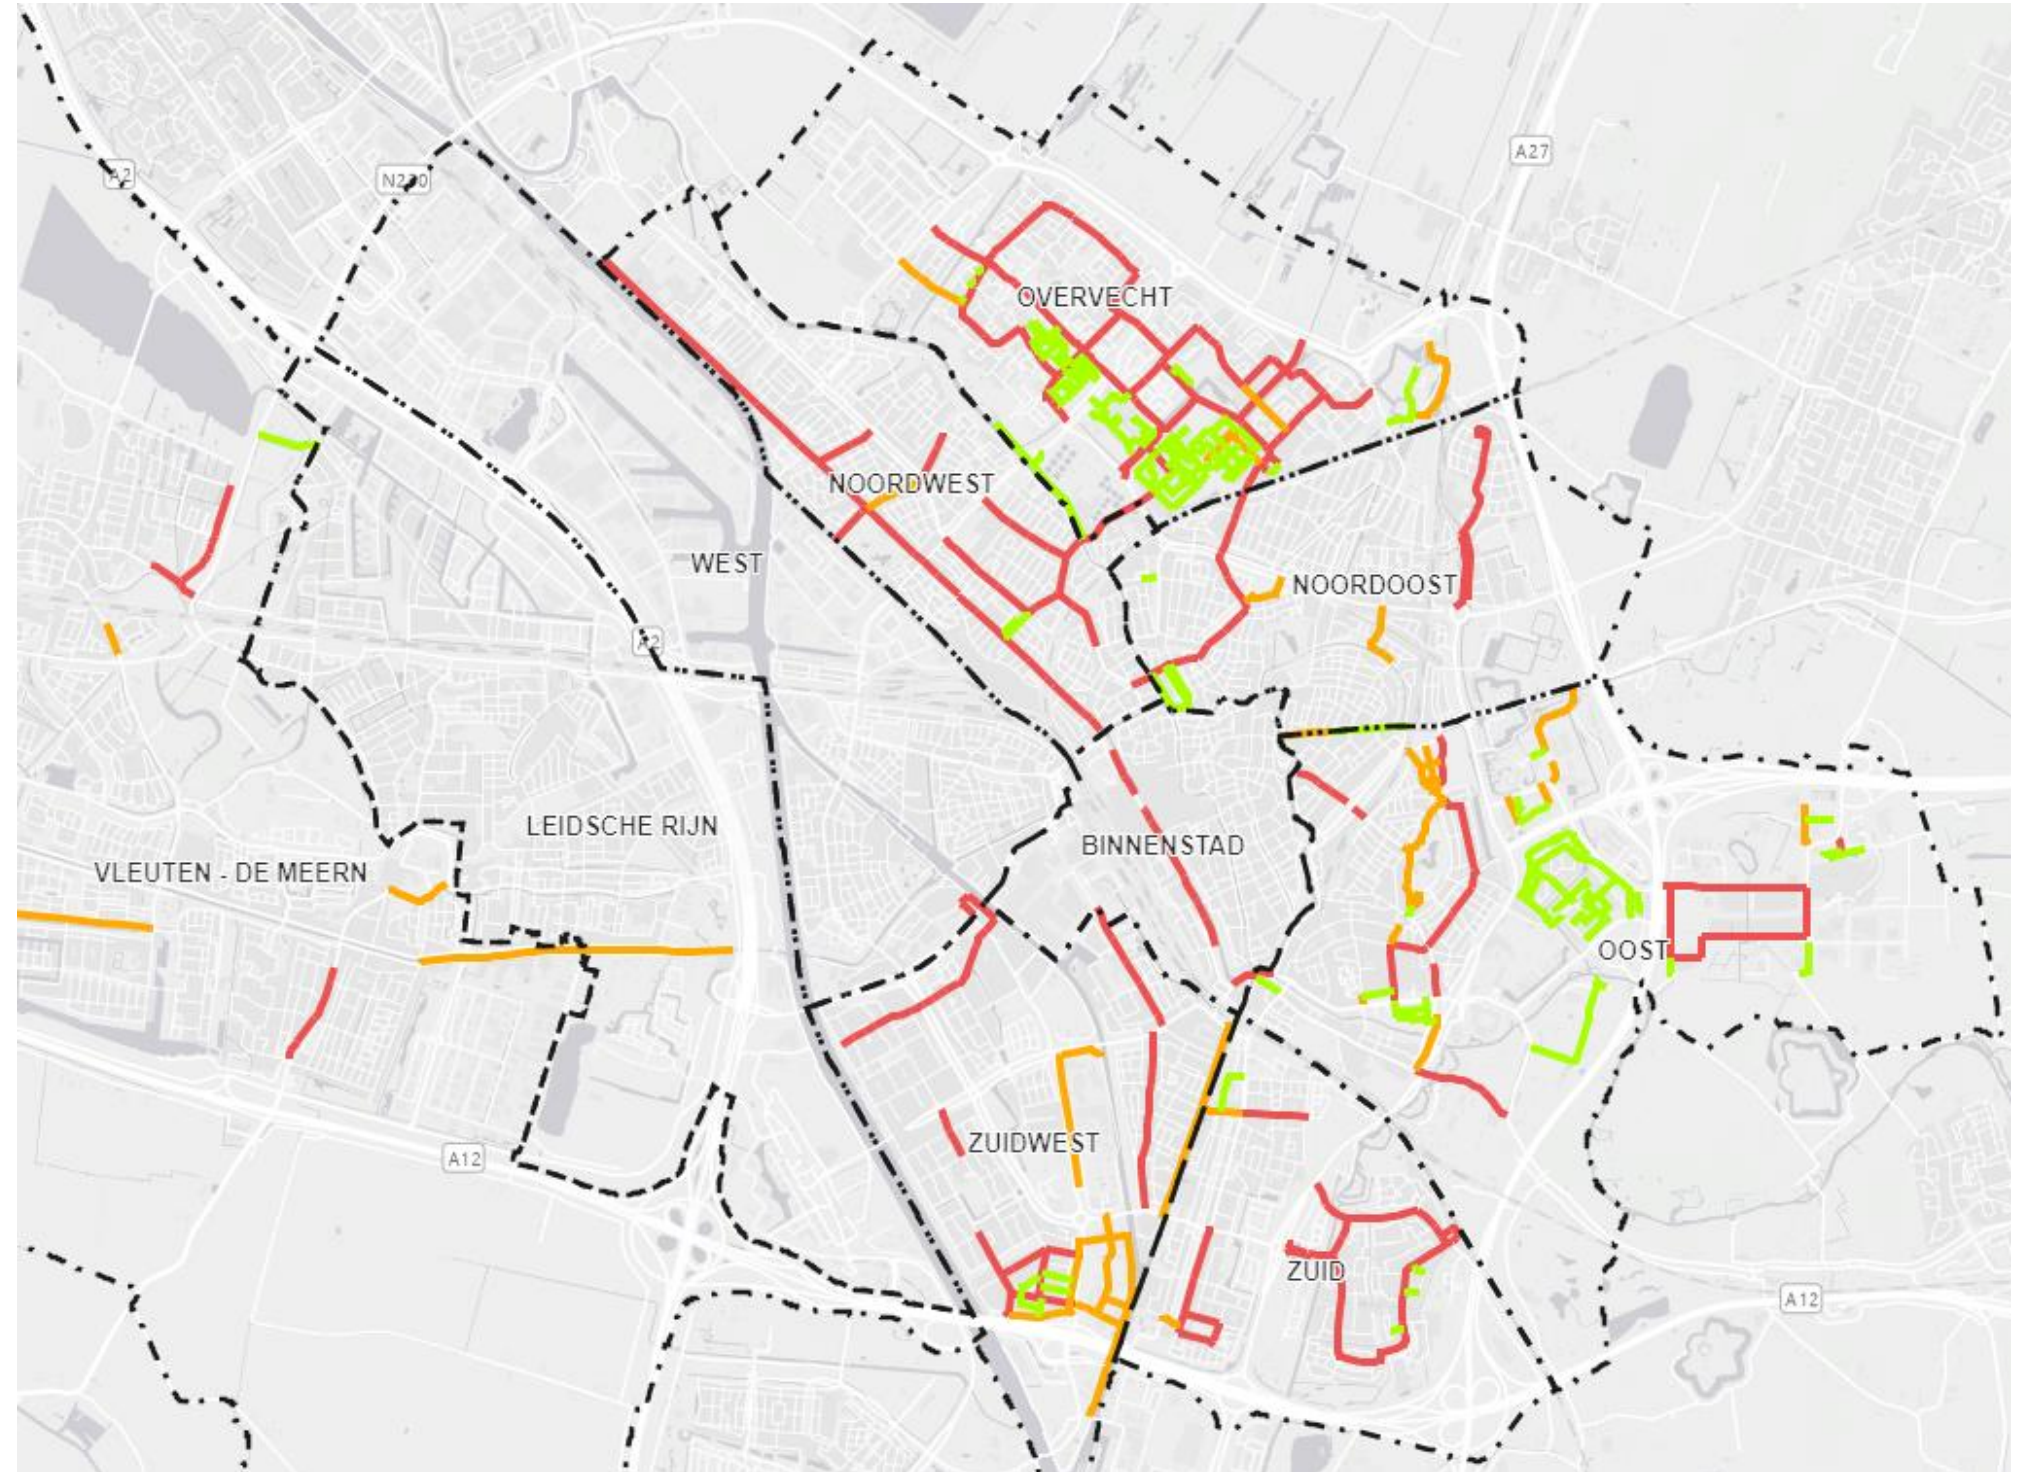 A27
A2
N230
OVERVECHT
NOORDWEST
WEST
NOORDOOST
A2
LEIDSCHE RIJN
BINNENSTAD
VLEUTEN - DE MEERN
OOST
ZUIDWEST
A12
ZUID
A12